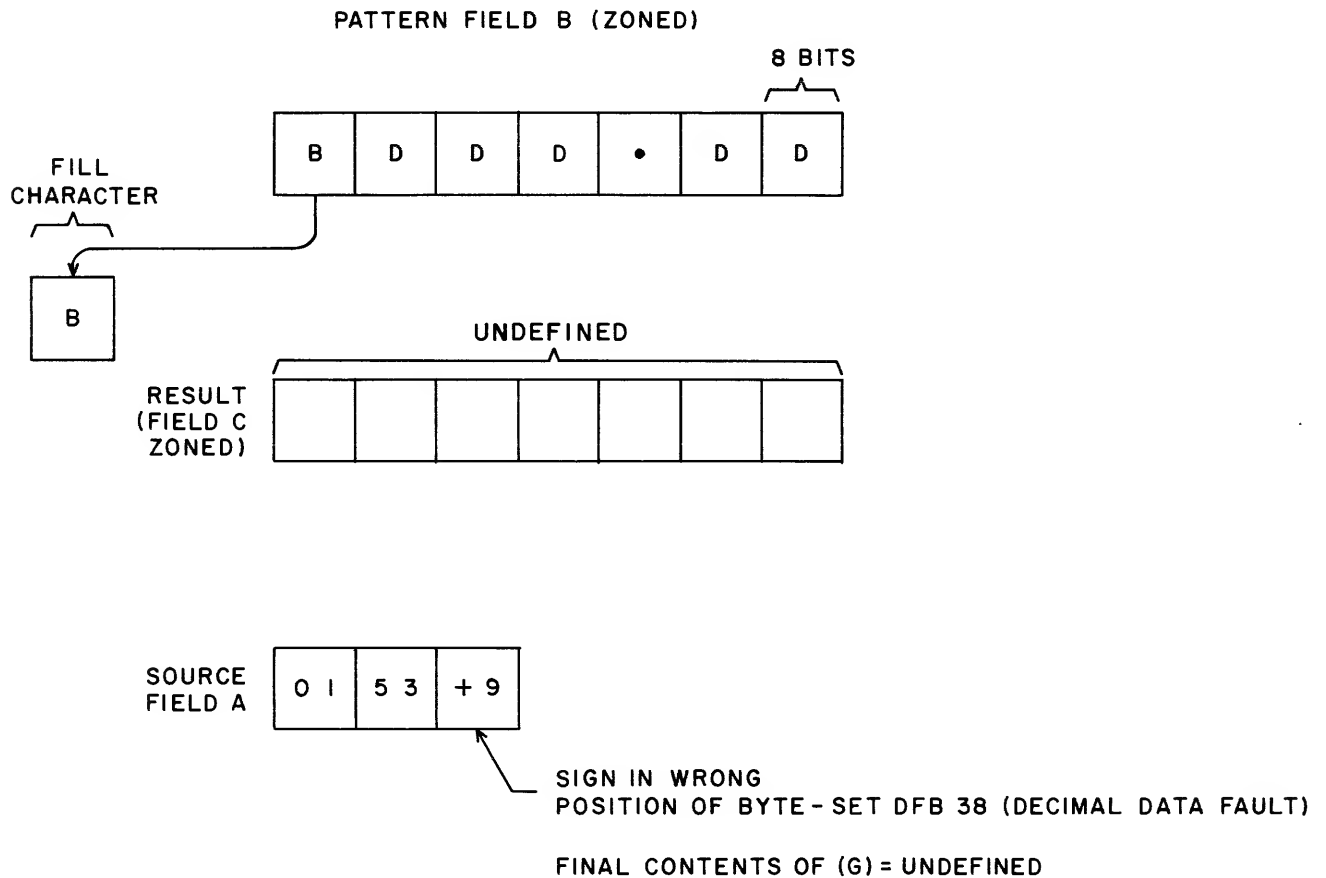 PATTERN FIELD B (ZONED)
8 BITS
B D D D • D D
FILL
CHARACTER
B
UNDEFINED
RESULT
(FIELD C
ZONED)
SOURCE
FIELD A
0 1 5 3 + 9
SIGN IN WRONG
POSITION OF BYTE - SET DFB 38 (DECIMAL DATA FAULT)
FINAL CONTENTS OF (G) = UNDEFINED